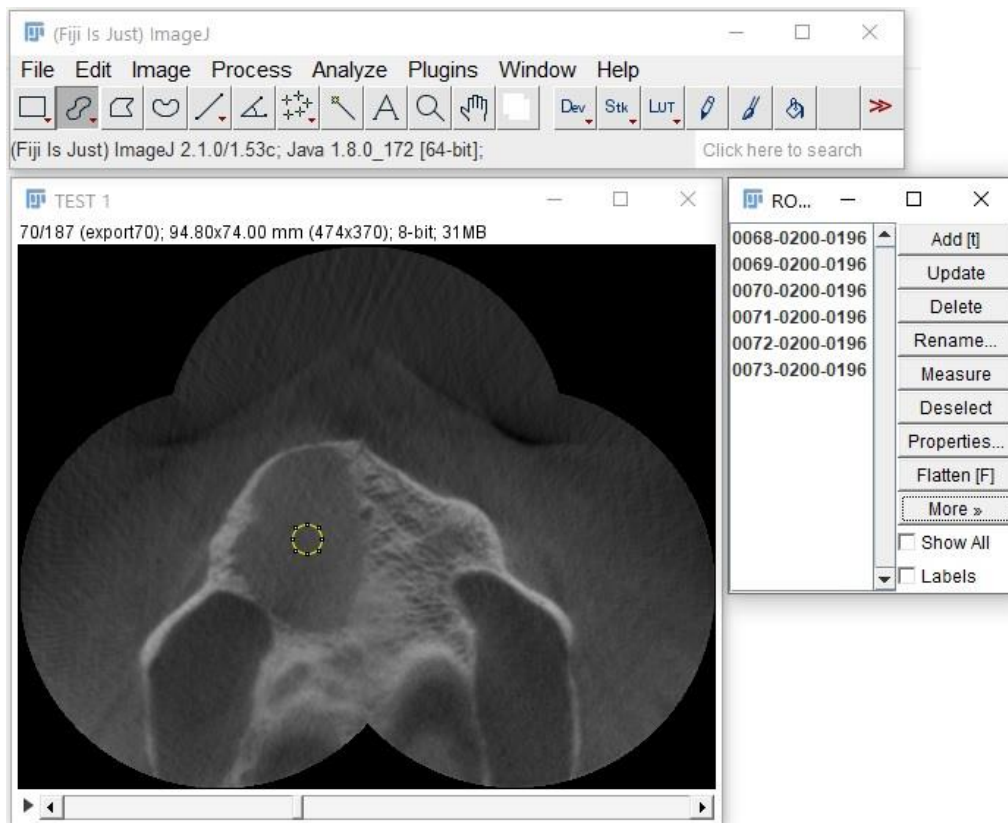 (Fiji Is Just) ImageJ
File Edit Image Process Analyze Plugins Window Help
A Dev Stk LUT >>
(Fiji Is Just) ImageJ 2.1.0/1.53c; Java 1.8.0_172 [64-bit];
Click here to search
TEST 1
70/187 (export70); 94.80x74.00 mm (474x370); 8-bit; 31MB
RO...
0068-0200-0196
0069-0200-0196
0070-0200-0196
0071-0200-0196
0072-0200-0196
0073-0200-0196
Add [t]
Update
Delete
Rename...
Measure
Deselect
Properties...
Flatten [F]
More »
Show All
Labels